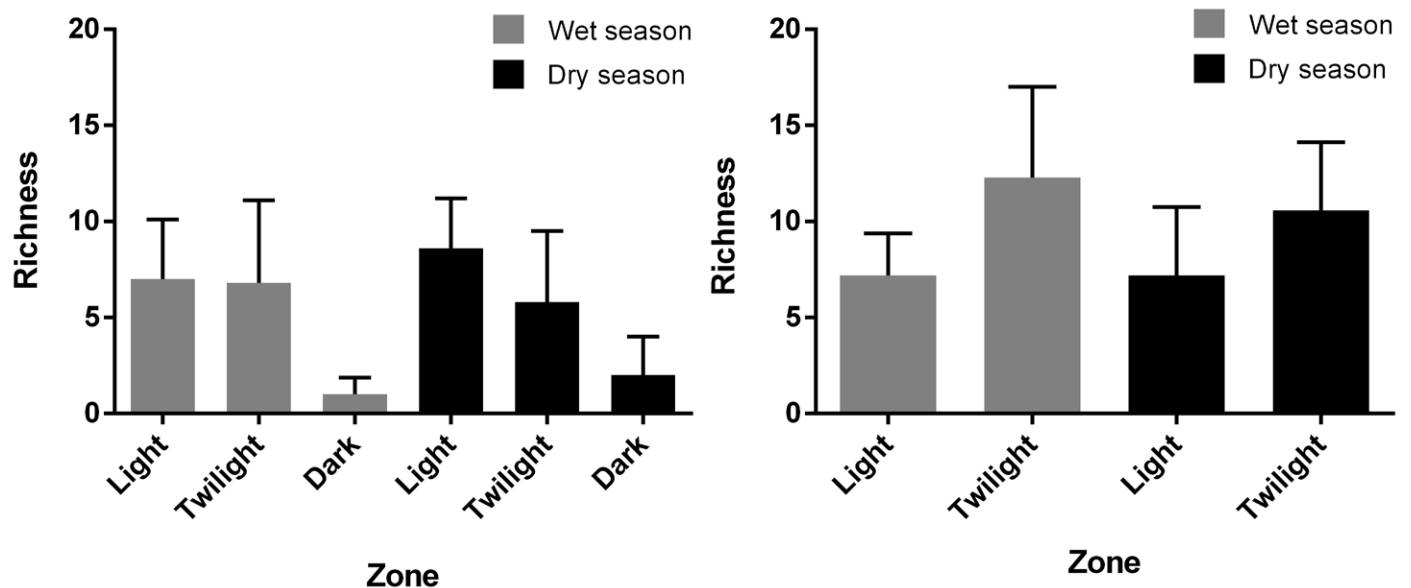 20
15
10
5
0
Richness
Wet season
Dry season
Light
Twilight
Dark
Light
Twilight
Dark
Zone
20
15
10
5
0
Richness
Wet season
Dry season
Light
Twilight
Light
Twilight
Zone